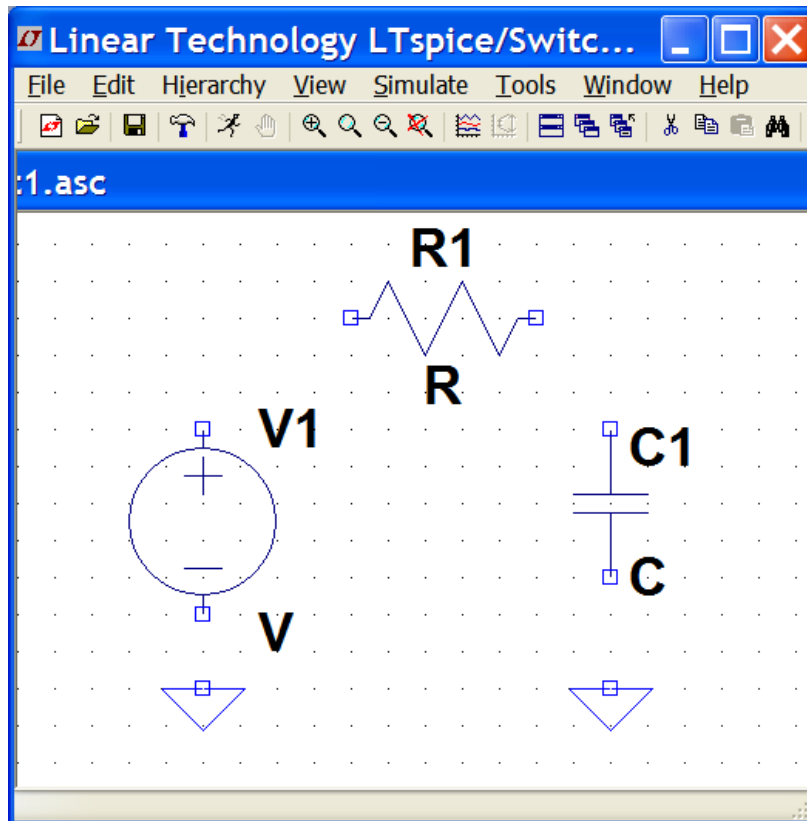 Linear Technology LTspice/Switc...
File Edit Hierarchy View Simulate Tools Window Help
:1.asc
R1
R
V1
C1
C
V